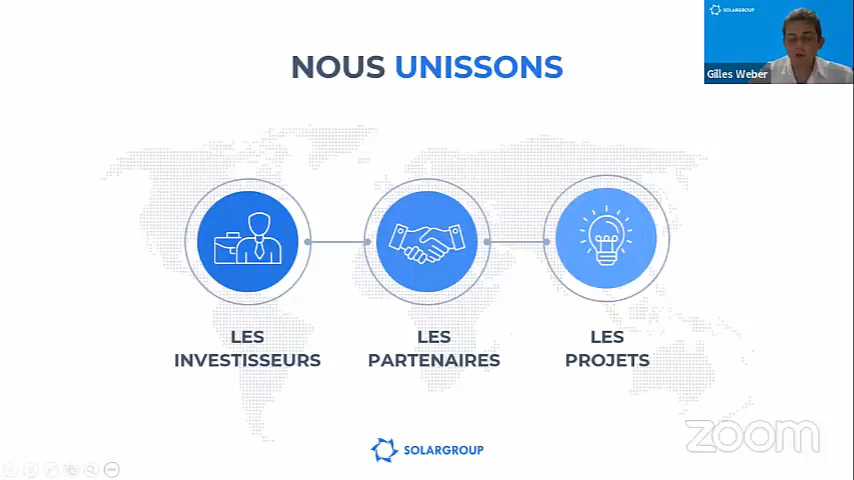 SOLARGROUP
Gilles Weber
NOUS UNISSONS
LES
INVESTISSEURS
LES
PARTENAIRES
LES
PROJETS
SOLARGROUP
zoom